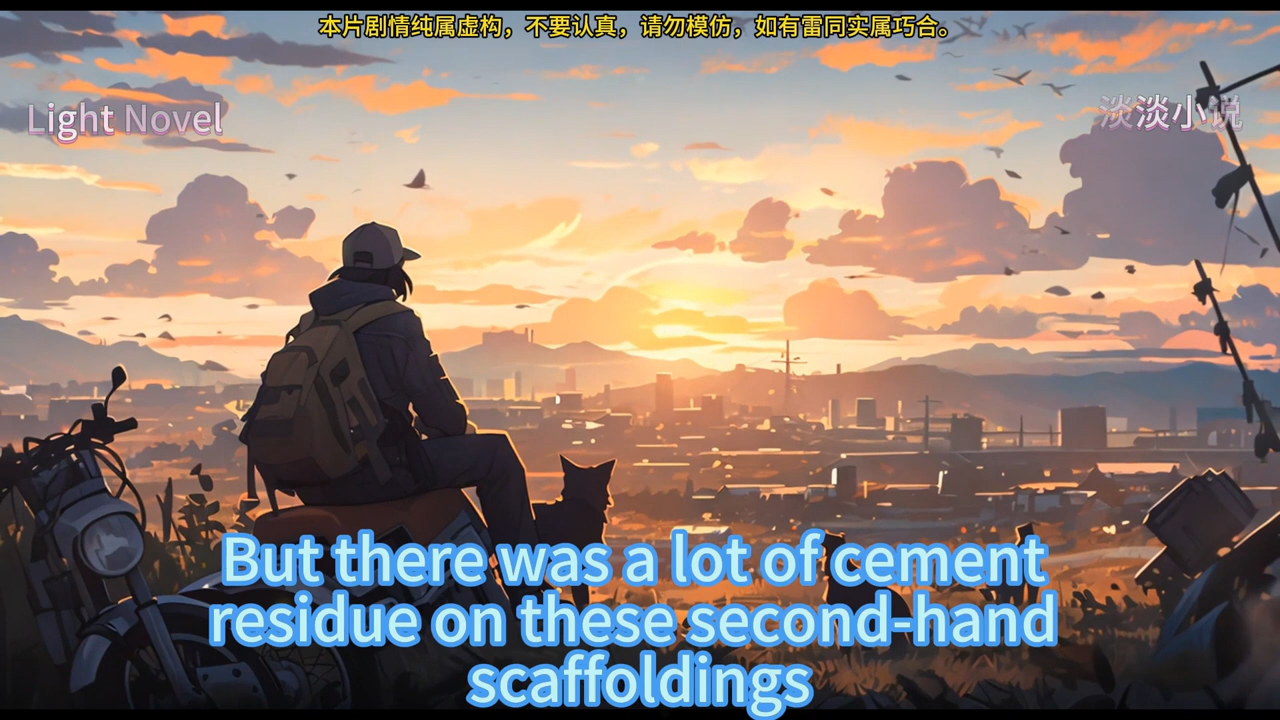 本片剧情纯属虚构，不要认真，请勿模仿，如有雷同实属巧合。
Light Novel
淡淡小说
But there was a lot of cement
residue on these second-hand
scaffoldings